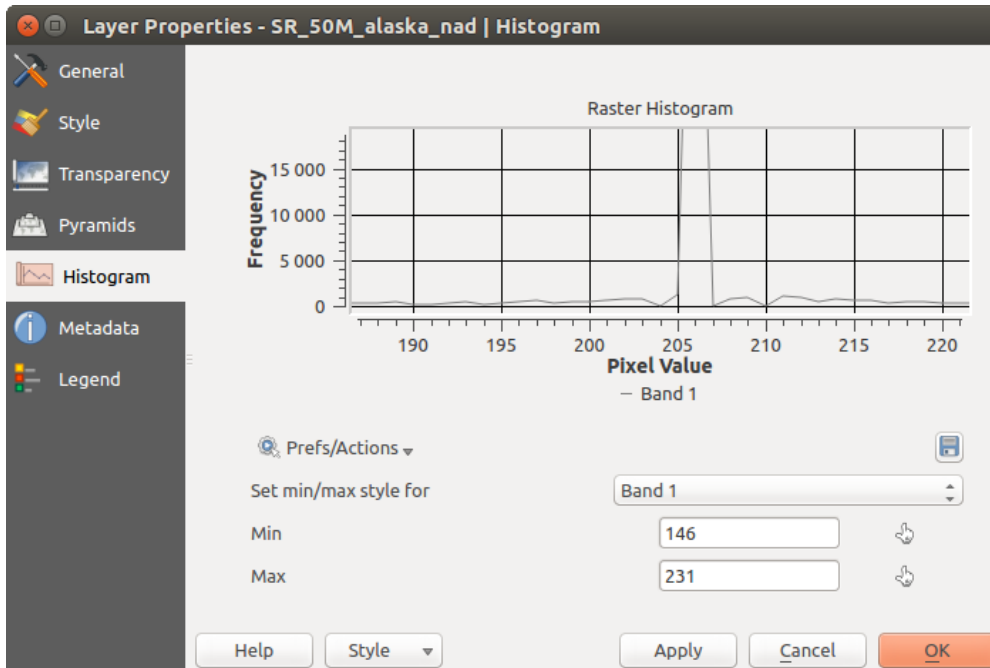 Layer Properties - SR_50M_alaska_nad | Histogram
General
Style
Transparency
Pyramids
Histogram
Metadata
Legend
Raster Histogram
Frequency
15 000
10 000
5 000
0
190 195 200 205 210 215 220
Pixel Value
Band 1
Prefs/Actions
Set min/max style for Band 1
Min 146
Max 231
Help Style Apply Cancel OK